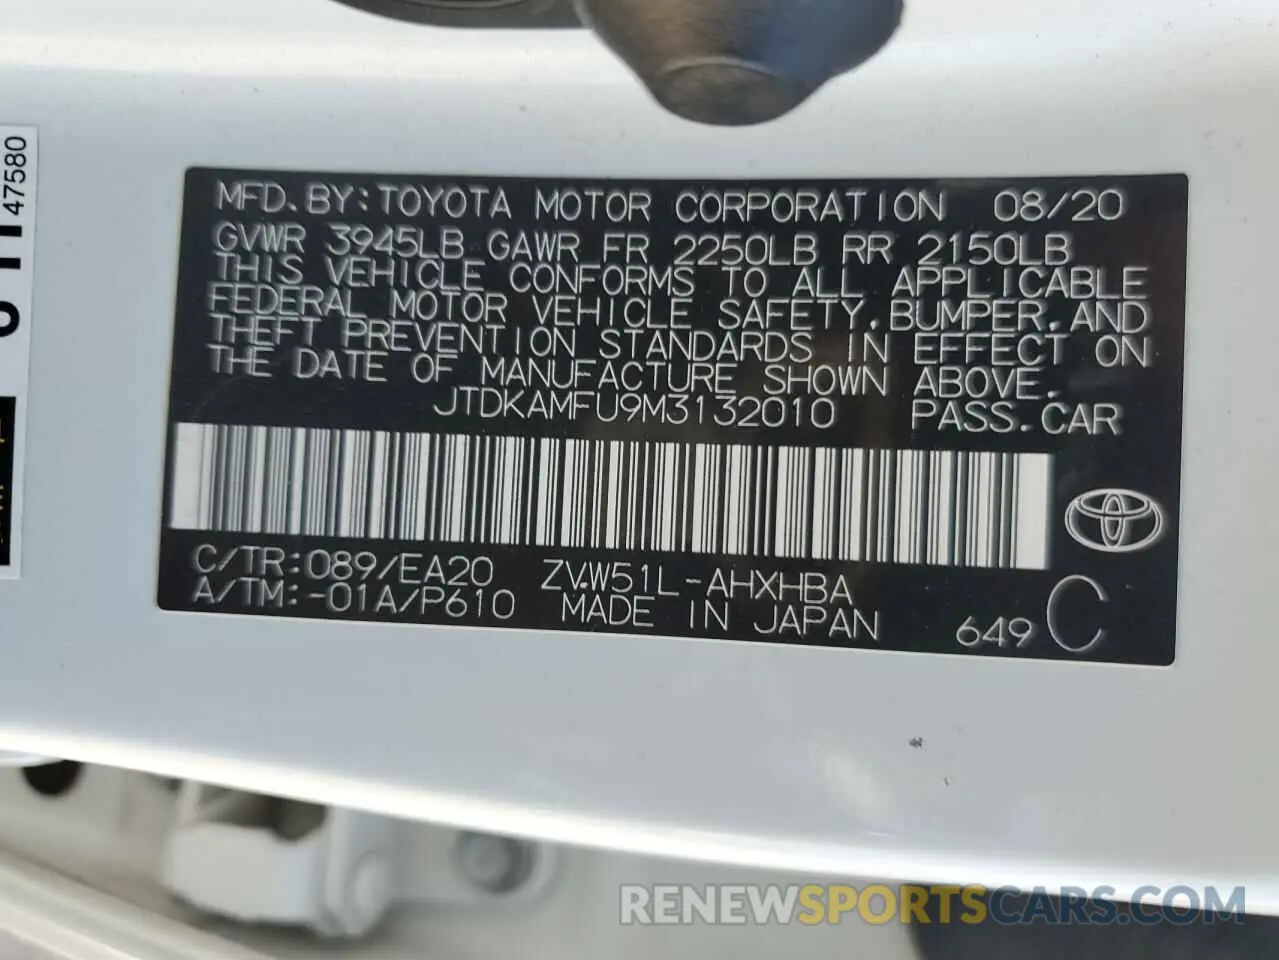 MFD. BY: TOYOTA MOTOR CORPORATION 08/20
GVWR 3945LB GAWR FR 2250LB RR 2150LB
THIS VEHICLE CONFORMS TO ALL APPLICABLE
FEDERAL MOTOR VEHICLE SAFETY, BUMPER, AND
THEFT PREVENTION STANDARDS IN EFFECT ON
THE DATE OF MANUFACTURE SHOWN ABOVE.
JTDKAMFU9M3132010 PASS. CAR
C/TR: 089/EA20 ZVW51L-AHXHBA
A/TM: -01A/P610 MADE IN JAPAN 649 C
47580
RENEWSPORTSCARS.COM